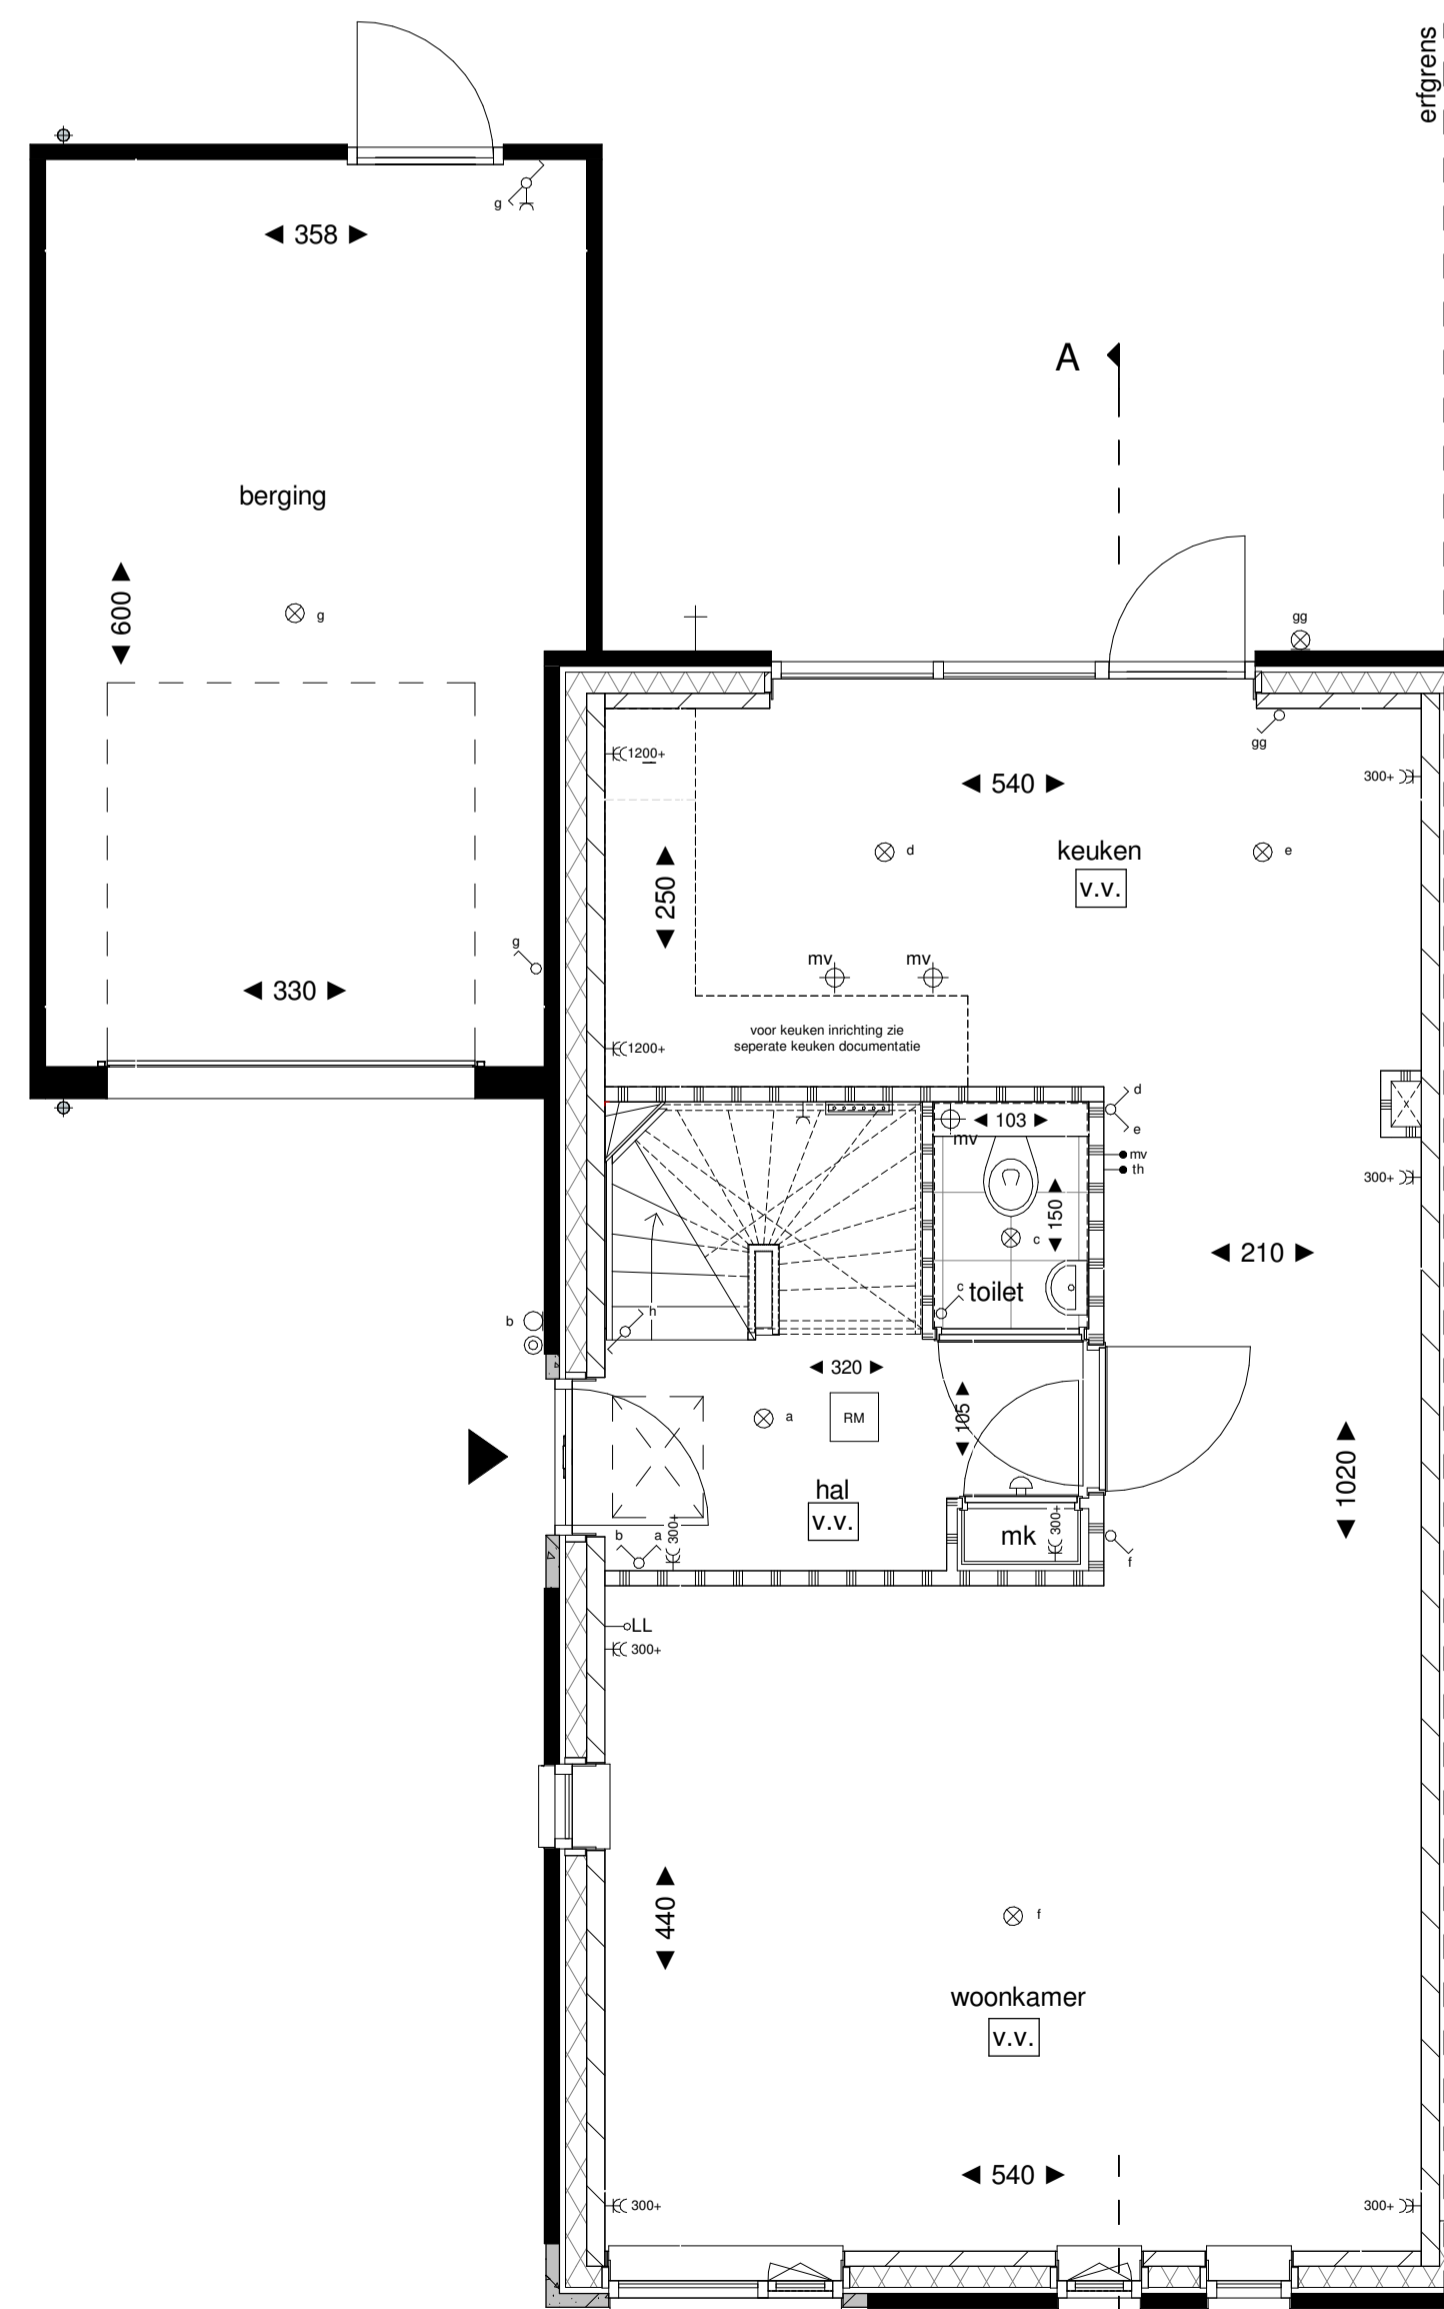 erfgrens
g
358
A
berging
600
g
gg
gg
1200+
300+
540
d
keuken
e
v.v.
250
g
mv
mv
330
voor keuken inrichting zie
seperate keuken documentatie
1200+
d
103
mv
e
mv
th
300+
150
c
210
c
toilet
h
b
320
a
RM
105
hal
v.v.
1020
b
a
300+
mk
300+
f
LL
300+
440
f
woonkamer
v.v.
540
300+
300+